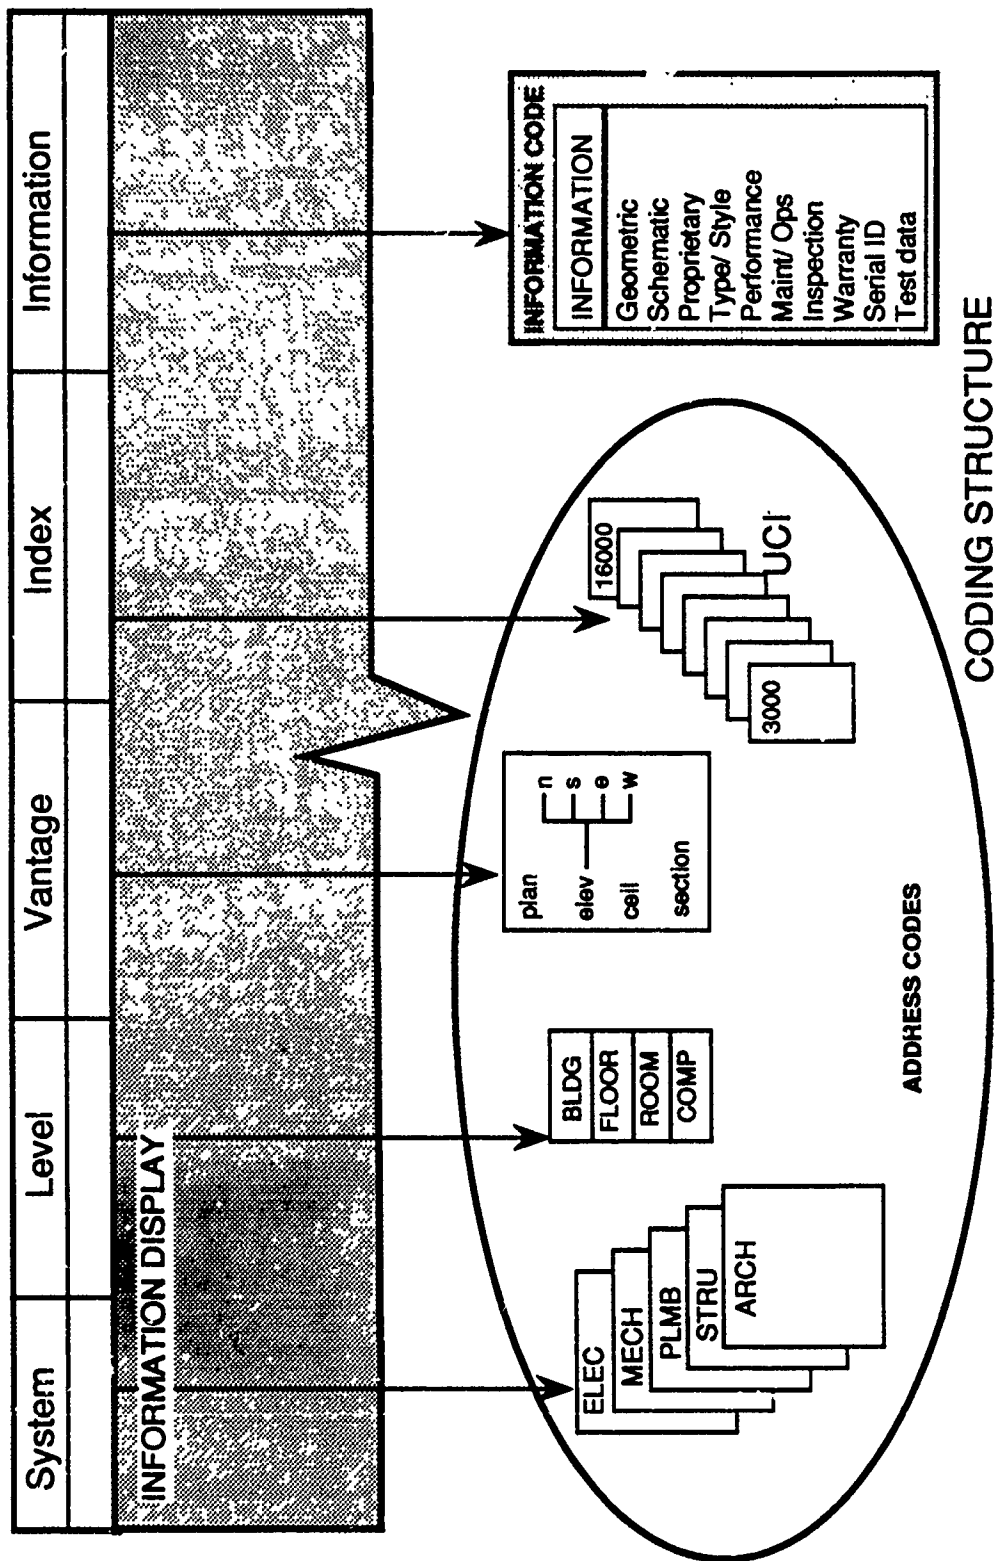 System
Level
Vantage
Index
Information
INFORMATION DISPLAY
ELEC
MECH
PLMB
STRU
ARCH
BLDG
FLOOR
ROOM
COMP
plan
elev
n
s
e
w
ceil
section
16000
3000
UCI
ADDRESS CODES
INFORMATION CODE
INFORMATION
Geometric
Schematic
Proprietary
Type/ Style
Performance
Maint/ Ops
Inspection
Warranty
Serial ID
Test data
CODING STRUCTURE